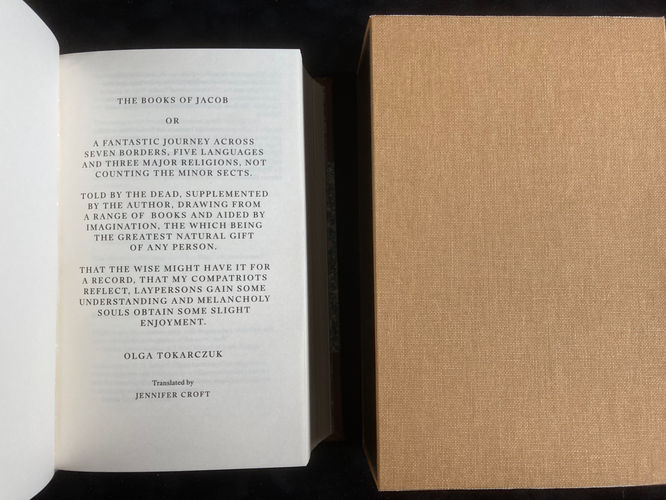 THE BOOKS OF JACOB
OR
A FANTASTIC JOURNEY ACROSS
SEVEN BORDERS, FIVE LANGUAGES
AND THREE MAJOR RELIGIONS, NOT
COUNTING THE MINOR SECTS.
TOLD BY THE DEAD, SUPPLEMENTED
BY THE AUTHOR, DRAWING FROM
A RANGE OF BOOKS AND AIDED BY
IMAGINATION, THE WHICH BEING
THE GREATEST NATURAL GIFT
OF ANY PERSON.
THAT THE WISE MIGHT HAVE IT FOR
A RECORD, THAT MY COMPATRIOTS
REFLECT, LAYPERSONS GAIN SOME
UNDERSTANDING AND MELANCHOLY
SOULS OBTAIN SOME SLIGHT
ENJOYMENT.
OLGA TOKARCZUK
Translated by
JENNIFER CROFT